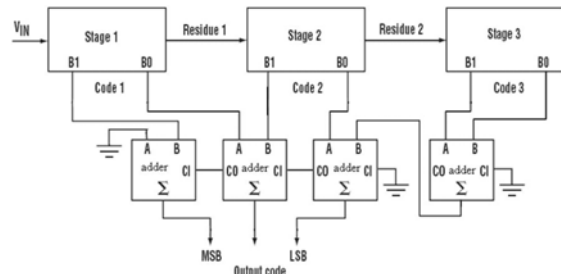 V_IN
Stage 1
Residue 1
Stage 2
Residue 2
Stage 3
B1 B0
B1 B0
B1 B0
Code 1
Code 2
Code 3
A B
A B
A B
A B
adder CI
CO adder CI
CO adder CI
CO adder CI
Σ
Σ
Σ
Σ
MSB
LSB
Output code